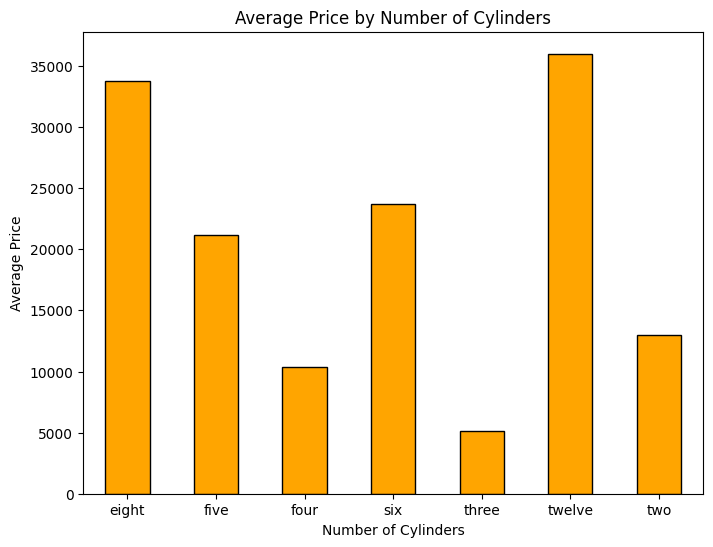 Average Price by Number of Cylinders
Average Price
35000
30000
25000
20000
15000
10000
5000
0
eight five four six three twelve two
Number of Cylinders